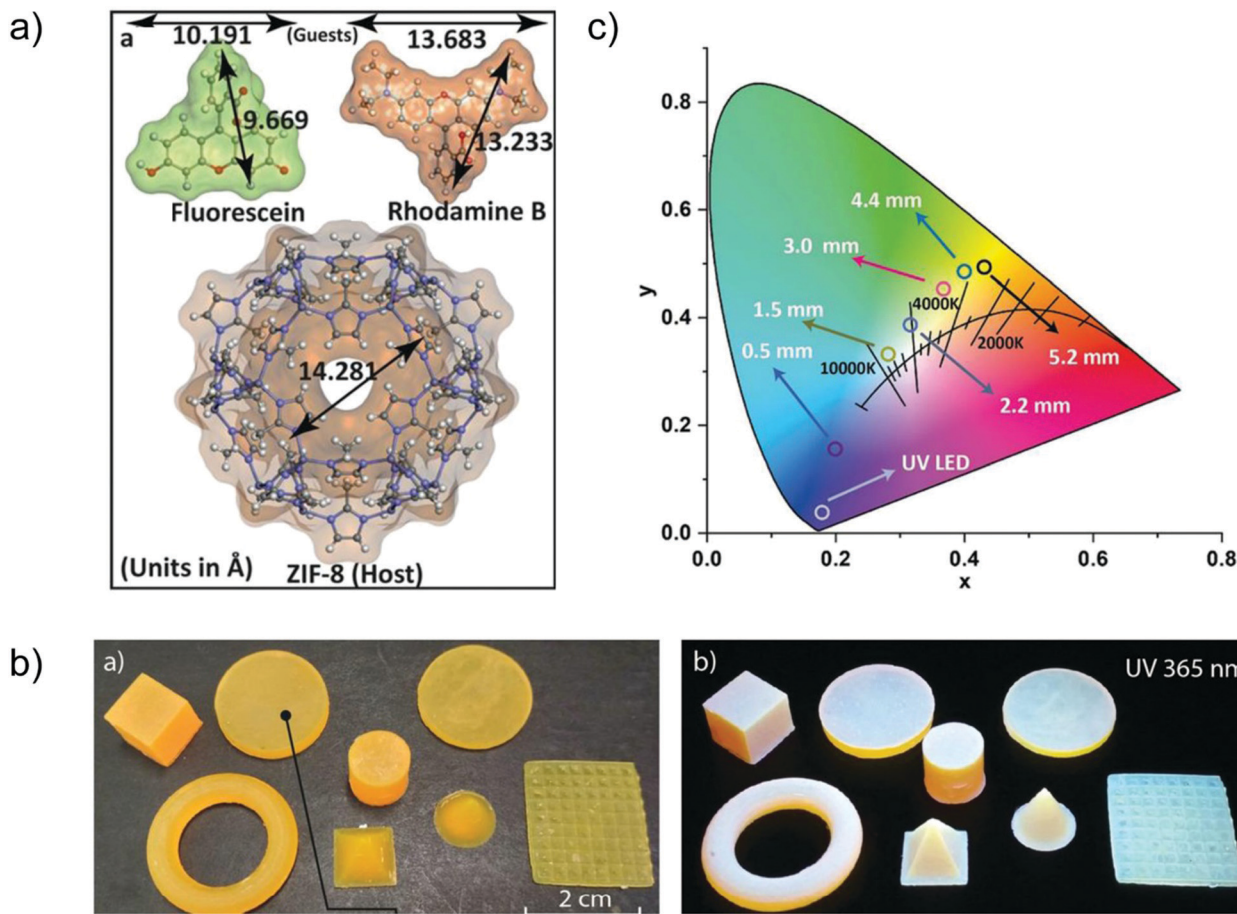 a)
a
10.191
(Guests)
13.683
9.669
13.233
Fluorescein
Rhodamine B
14.281
(Units in Å)
ZIF-8 (Host)
c)
y
0.8
0.6
0.4
0.2
0.0
0.0
0.2
0.4
0.6
0.8
x
4.4 mm
3.0 mm
4000K
1.5 mm
10000K
2000K
0.5 mm
5.2 mm
2.2 mm
UV LED
b)
a)
2 cm
b)
UV 365 nm